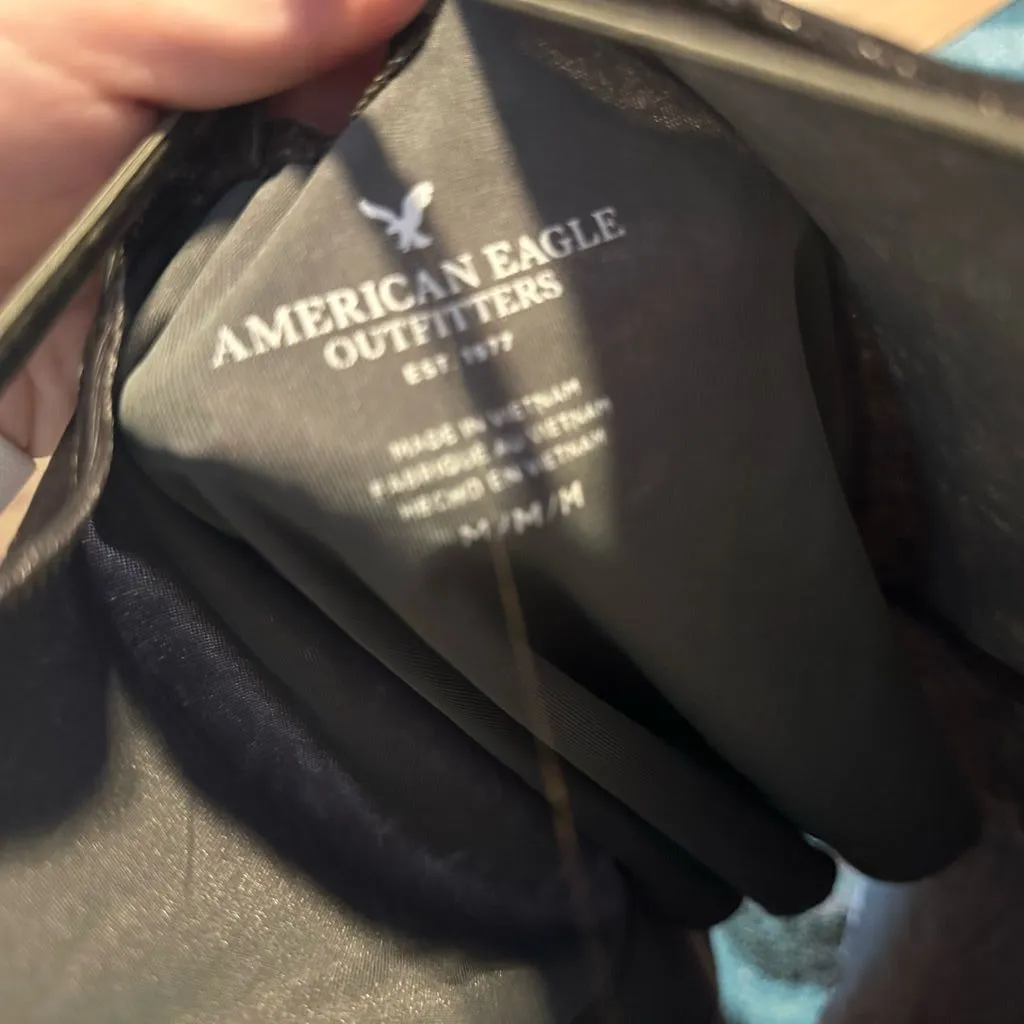 AMERICAN EAGLE
OUTFITTERS
EST. 1977
MADE IN VIETNAM
FABRIQUÉ AU VIETNAM
HECHO EN VIETNAM
M/M/M